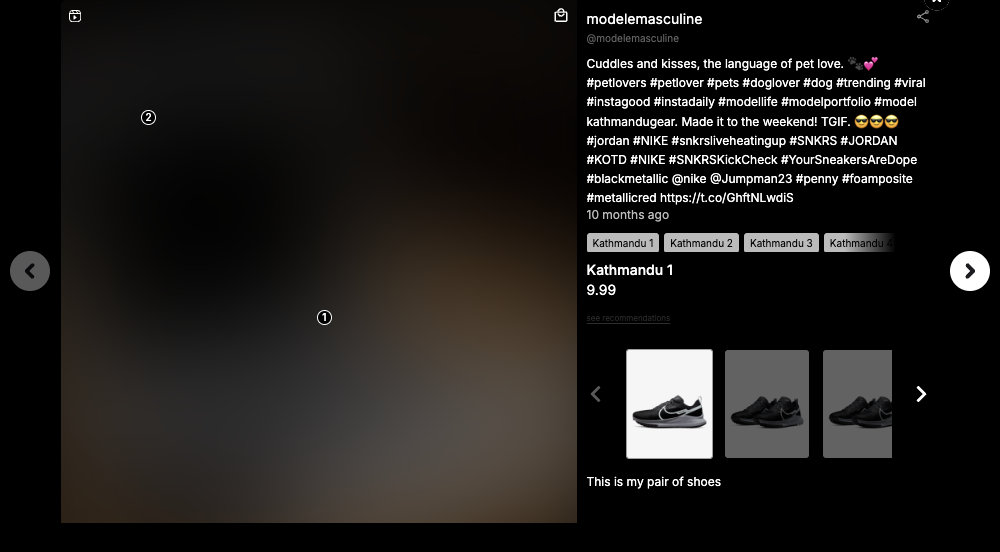 modelemasculine
@modelemasculine
Cuddles and kisses, the language of pet love. 🐾💕
#petlovers #petlover #pets #doglover #dog #trending #viral
#instagood #instadaily #modellife #modelportfolio #model
kathmandugear. Made it to the weekend! TGIF. 😎😎😎
#jordan #NIKE #snkrsliveheatingup #SNKRS #JORDAN
#KOTD #NIKE #SNKRSKickCheck #YourSneakersAreDope
#blackmetallic @nike @Jumpman23 #penny #foamposite
#metallicred https://t.co/GhftNLwdiS
10 months ago
2
Kathmandu 1 Kathmandu 2 Kathmandu 3 Kathmandu 4
Kathmandu 1
9.99
1
see recommendations
This is my pair of shoes